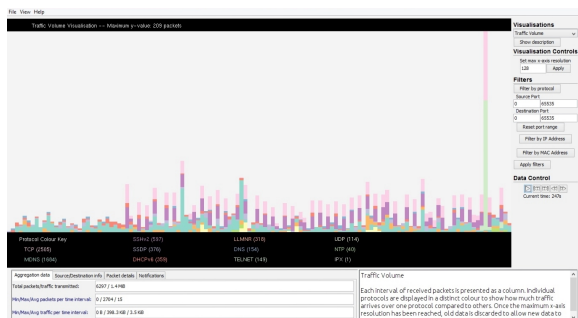 File View Help
Traffic Volume Visualisation -- Maximum y-value: 209 packets
Visualisations
Traffic Volume
Show description
Visualisation Controls
Set max x-axis resolution
128 Apply
Filters
Filter by protocol
Source Port
0 65535
Destination Port
0 65535
Reset port range
Filter by IP Address
Filter by MAC Address
Apply filters
Data Control
Current time: 247s
Protocol Colour Key
SSHv2 (597)
LLMNR (318)
UDP (114)
TCP (2585)
SSDP (376)
DNS (154)
NTP (40)
MDNS (1604)
DHCPv6 (359)
TELNET (149)
IPX (1)
Aggregation data Source/Destination info Packet details Notifications
Total packets/traffic transmitted: 6297 / 1.4 MB
Min/Max/Avg packets per time interval: 0 / 2704 / 15
Min/Max/Avg traffic per time interval: 0 B / 398.3 KB / 3.5 KB
Traffic Volume
Each interval of received packets is presented as a column. Individual
protocols are displayed in a distinct colour to show how much traffic
arrives over one protocol compared to others. Once the maximum x-axis
resolution has been reached, old data is discarded to allow new data to